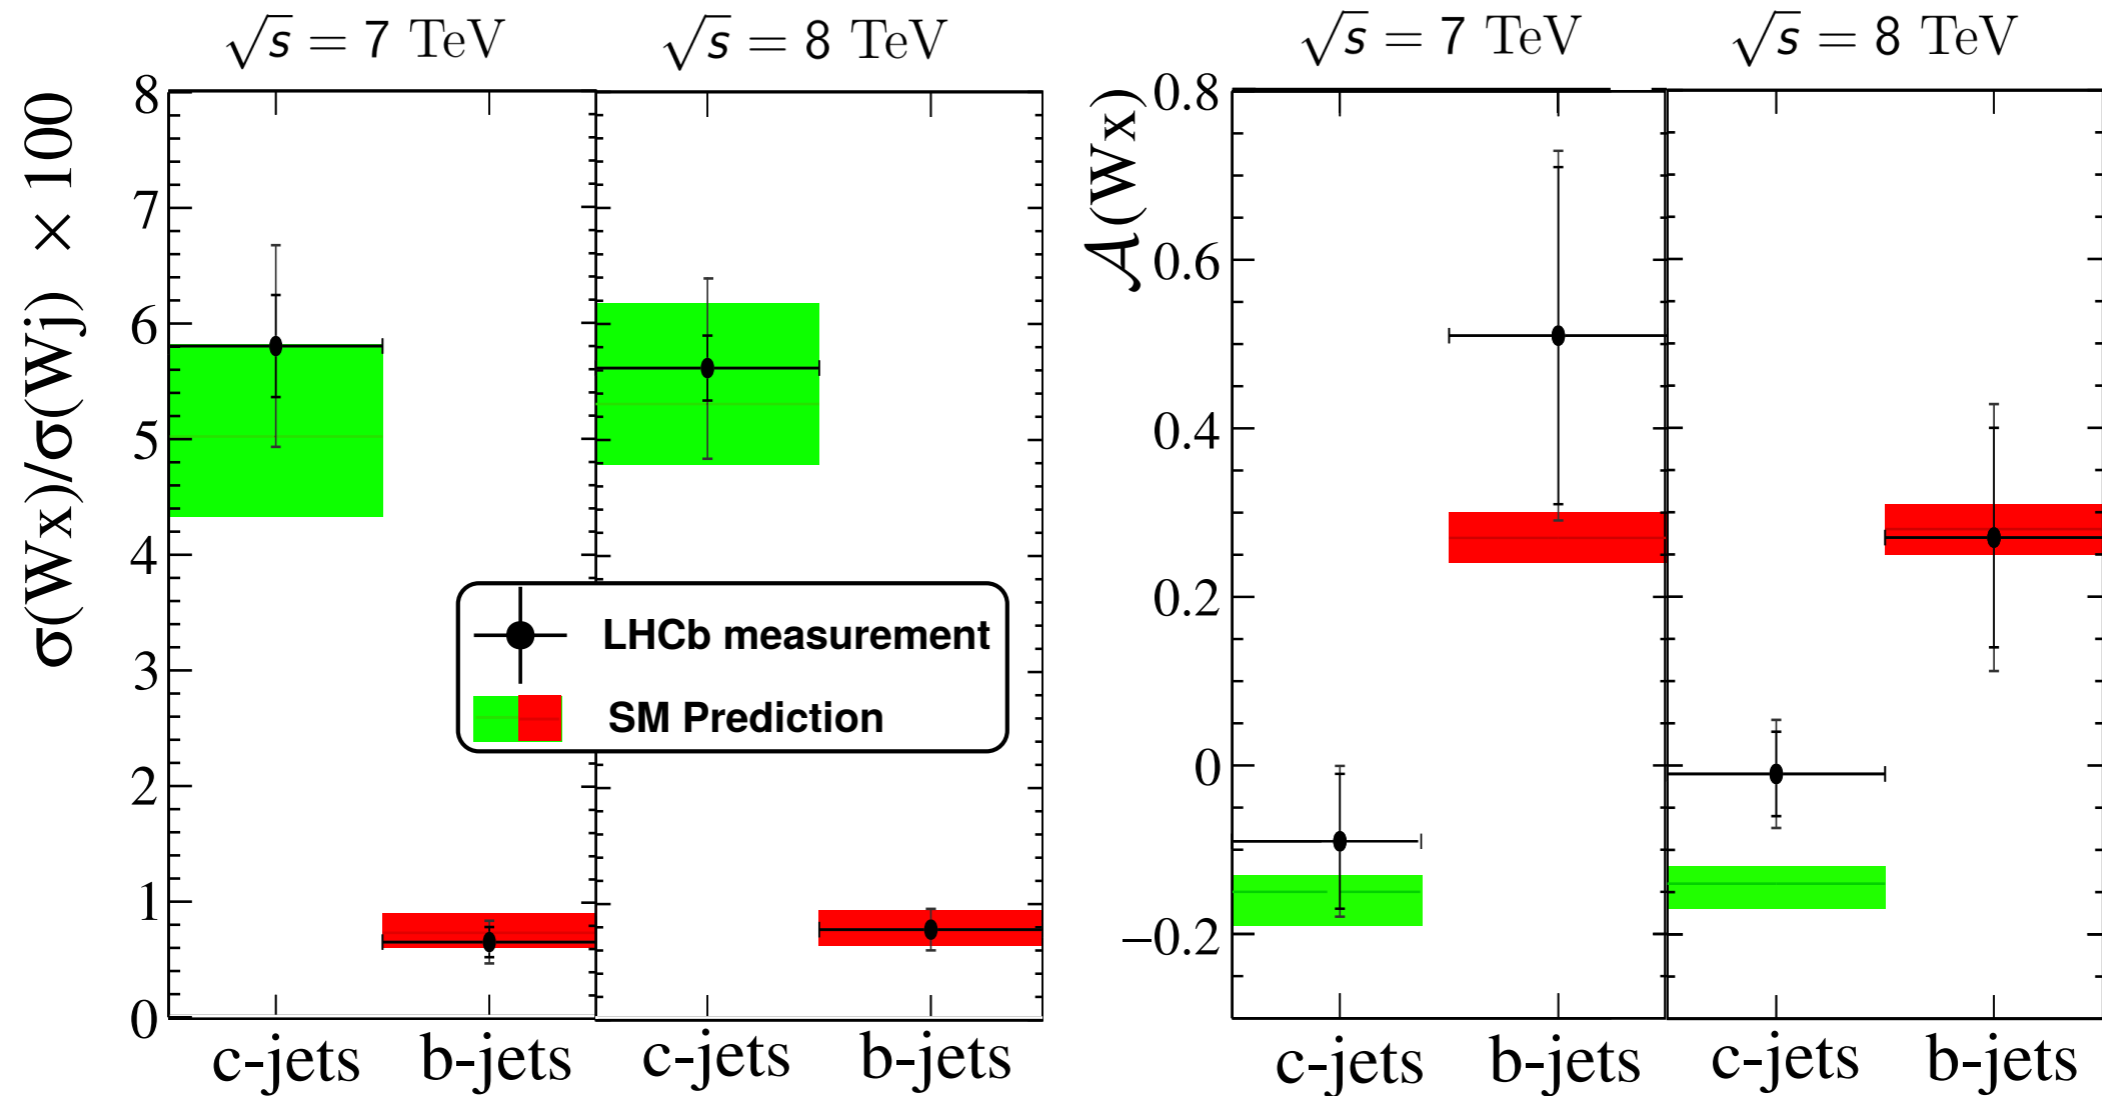 √s = 7 TeV
√s = 8 TeV
σ(Wx)/σ(Wj) × 100
8
7
6
5
4
3
2
1
0
LHCb measurement
SM Prediction
c-jets
b-jets
c-jets
b-jets
√s = 7 TeV
√s = 8 TeV
𝒜(Wx)
0.8
0.6
0.4
0.2
0
−0.2
c-jets
b-jets
c-jets
b-jets